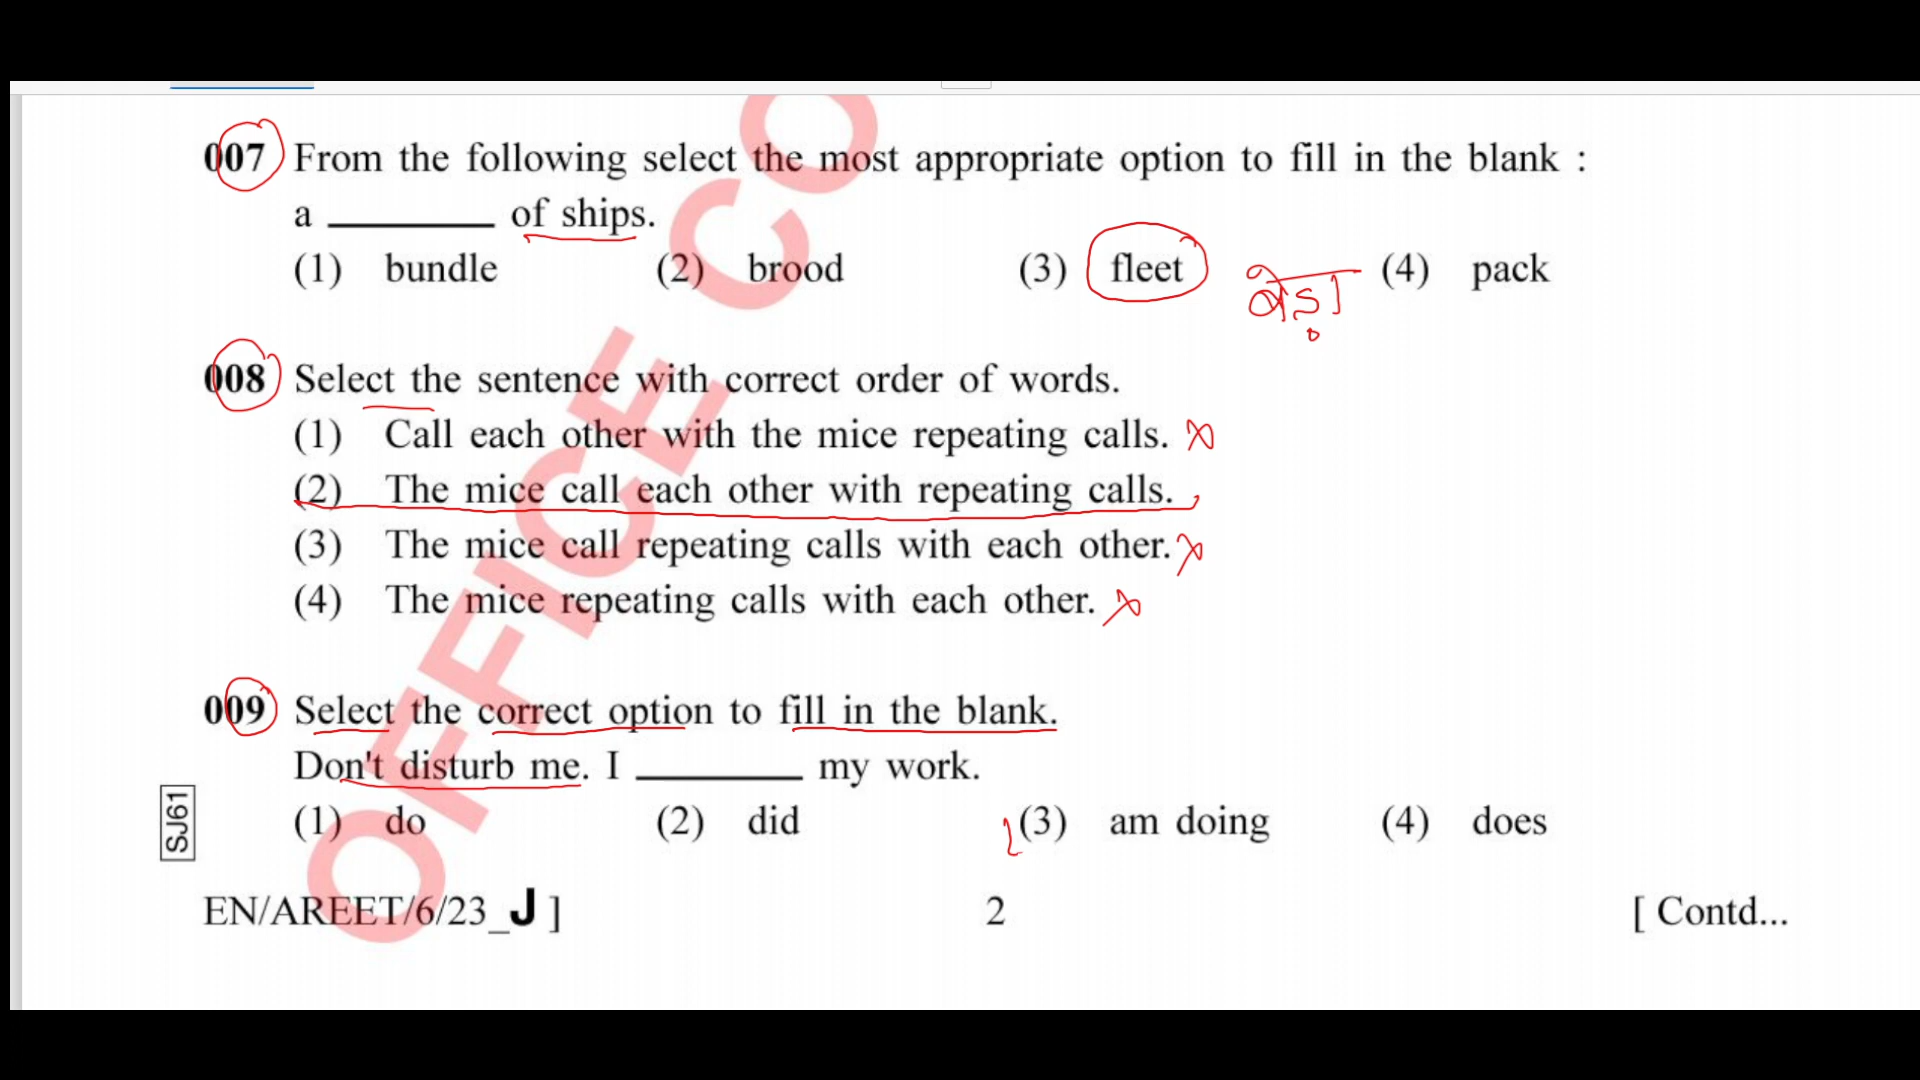 007 From the following select the most appropriate option to fill in the blank :
a ________ of ships.
(1) bundle (2) brood (3) fleet बेड़ा (4) pack
008 Select the sentence with correct order of words.
(1) Call each other with the mice repeating calls.
(2) The mice call each other with repeating calls.
(3) The mice call repeating calls with each other.
(4) The mice repeating calls with each other.
009 Select the correct option to fill in the blank.
Don't disturb me. I ________ my work.
(1) do (2) did (3) am doing (4) does
SJ61
EN/AREET/6/23_J ] 2 [ Contd...
OFFICE CO